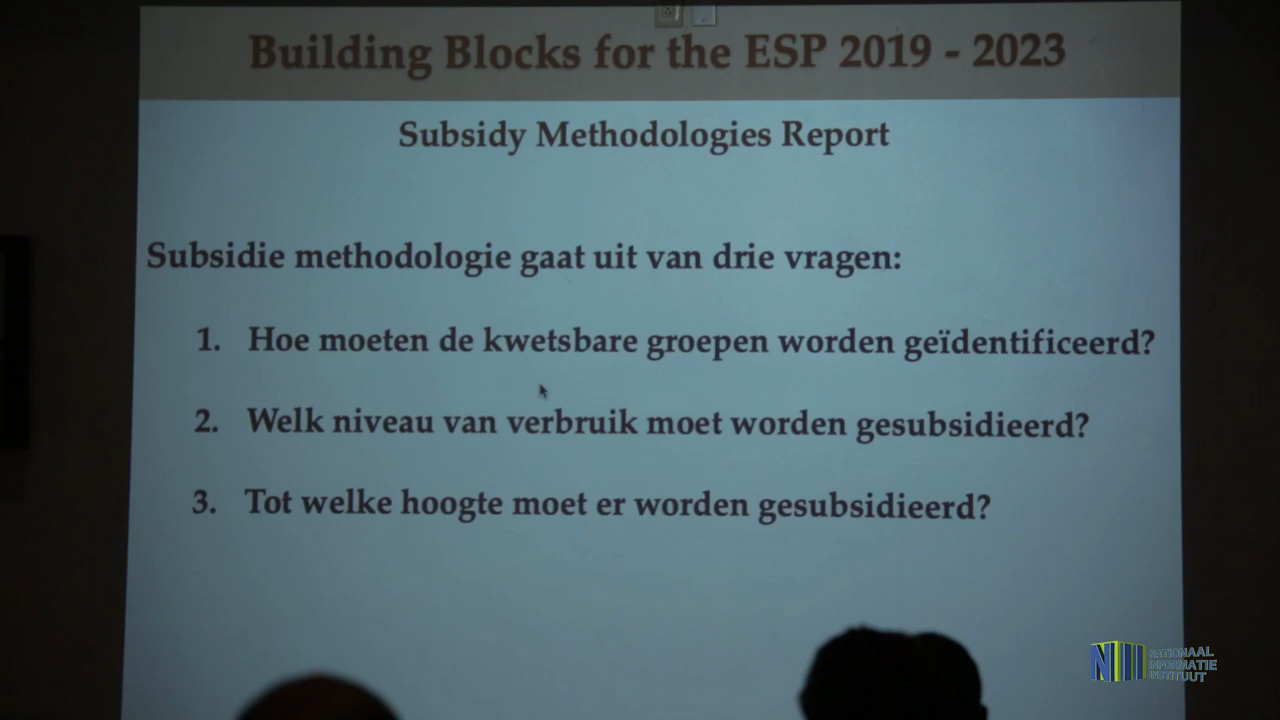 Building Blocks for the ESP 2019 - 2023
Subsidy Methodologies Report
Subsidie methodologie gaat uit van drie vragen:
1. Hoe moeten de kwetsbare groepen worden geïdentificeerd?
2. Welk niveau van verbruik moet worden gesubsidieerd?
3. Tot welke hoogte moet er worden gesubsidieerd?
NII
NATIONAAL
INFORMATIE
INSTITUUT